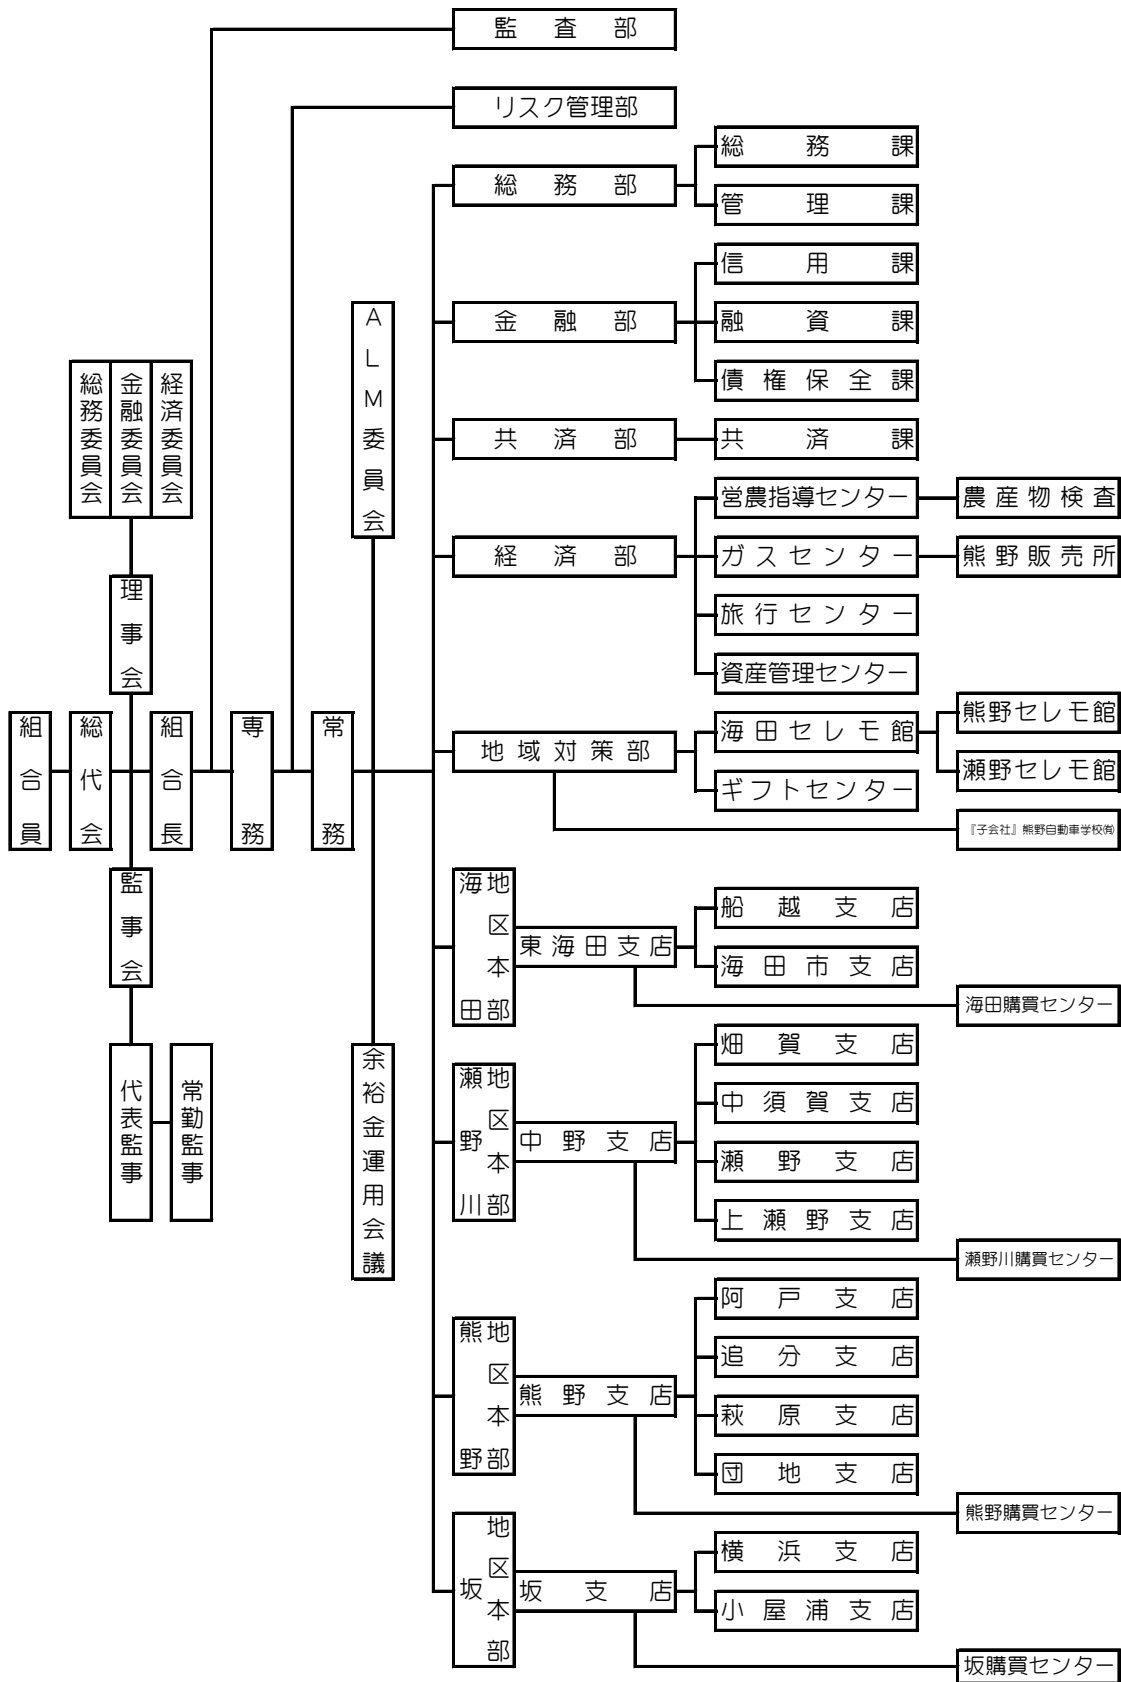 監査部
リスク管理部
総務部
総務課
管理課
金融部
信用課
融資課
債権保全課
共済部
共済課
経済部
営農指導センター
農産物検査
ガスセンター
熊野販売所
旅行センター
資産管理センター
地域対策部
海田セレモ館
熊野セレモ館
瀬野セレモ館
ギフトセンター
『子会社』熊野自動車学校㈲
ALM委員会
総務委員会
金融委員会
経済委員会
理事会
組合員
総代会
組合長
専務
常務
監事会
代表監事
常勤監事
余裕金運用会議
海田
地区本部
東海田支店
船越支店
海田市支店
海田購買センター
瀬野川
地区本部
中野支店
畑賀支店
中須賀支店
瀬野支店
上瀬野支店
瀬野川購買センター
熊野
地区本部
熊野支店
阿戸支店
追分支店
萩原支店
団地支店
熊野購買センター
坂
地区本部
坂支店
横浜支店
小屋浦支店
坂購買センター